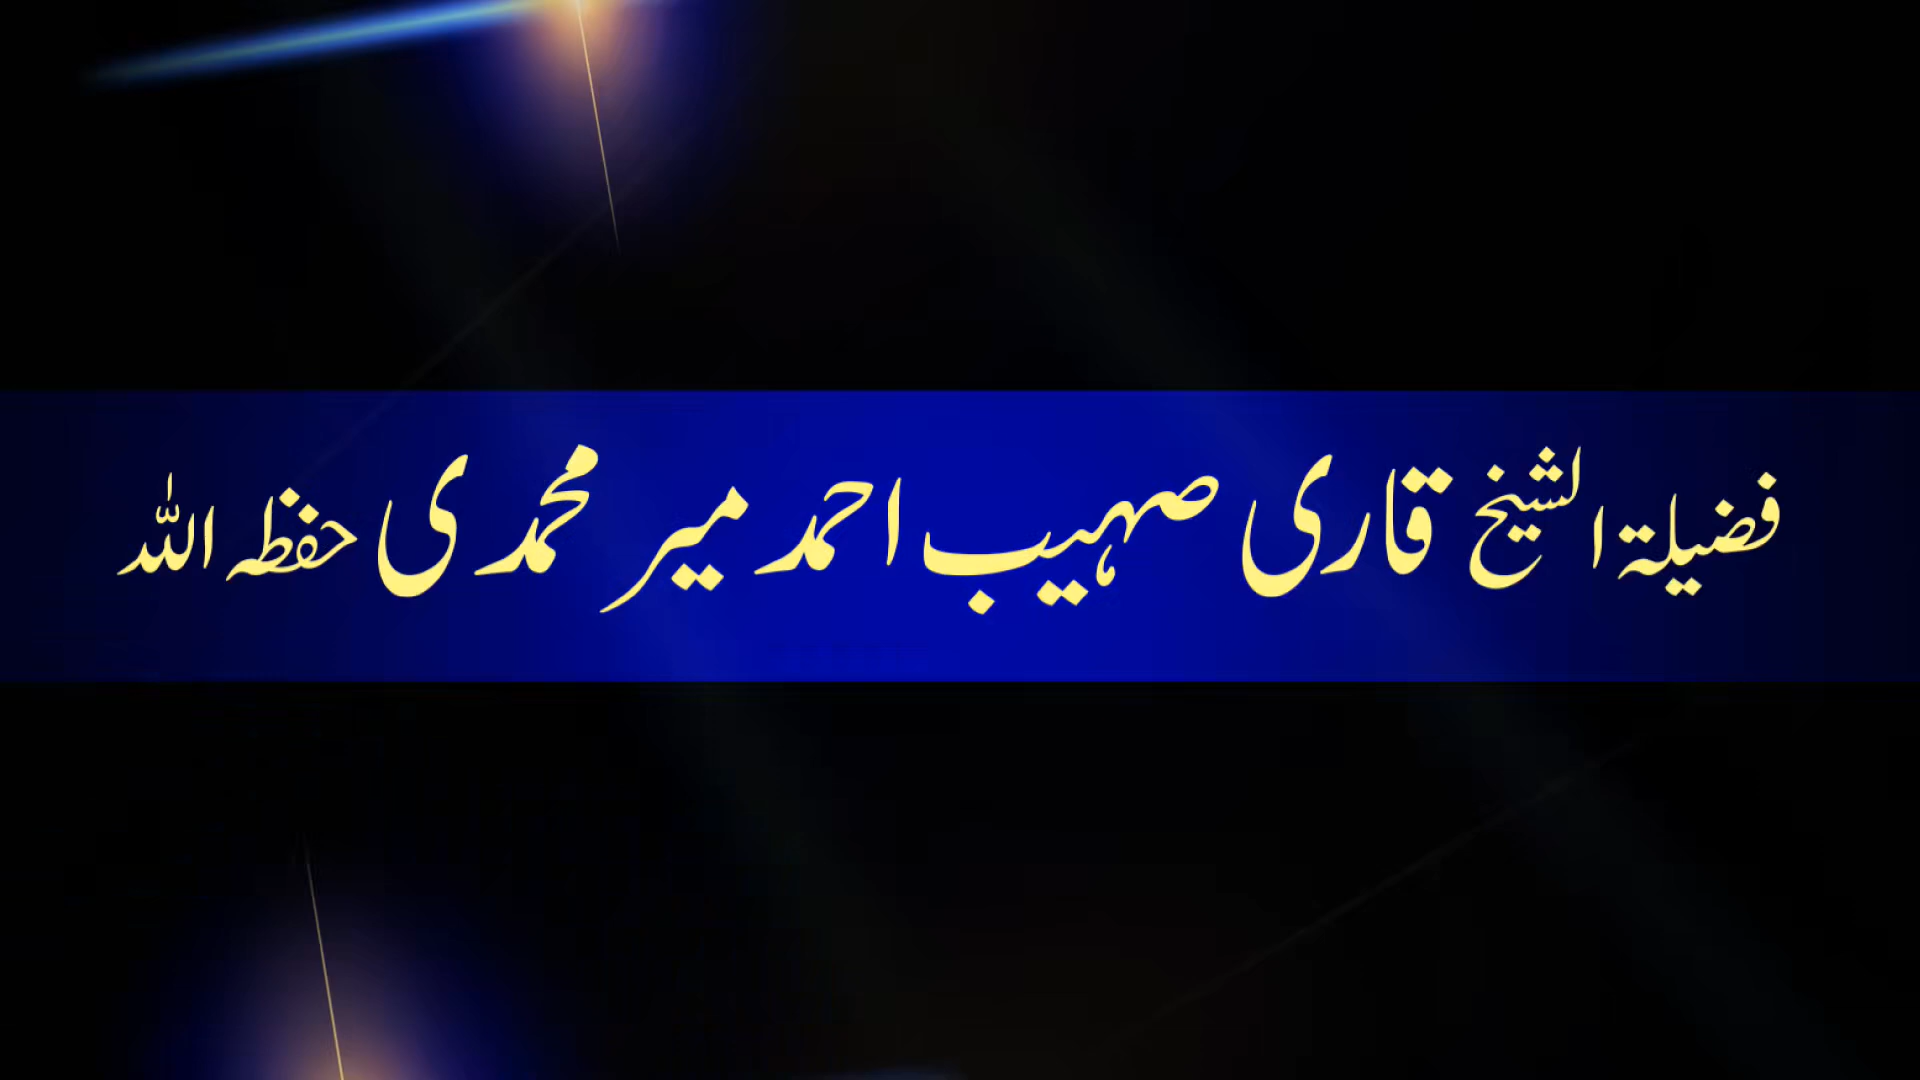 فضیلۃ الشیخ قاری صہیب احمد میر محمدی حفظہ اللہ